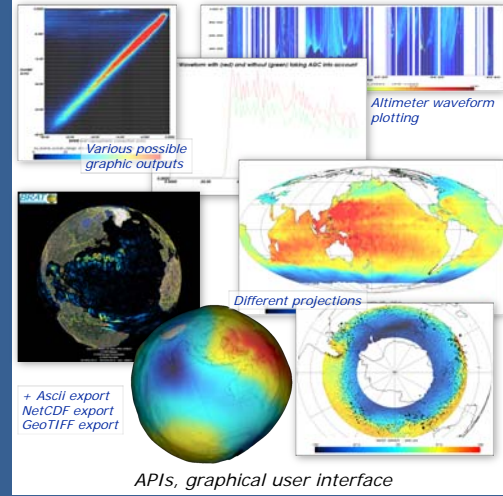 Waveform with (red) and without (green) taking AGC into account
Altimeter waveform
plotting
Various possible
graphic outputs
Different projections
+ Ascii export
NetCDF export
GeoTIFF export
APIs, graphical user interface